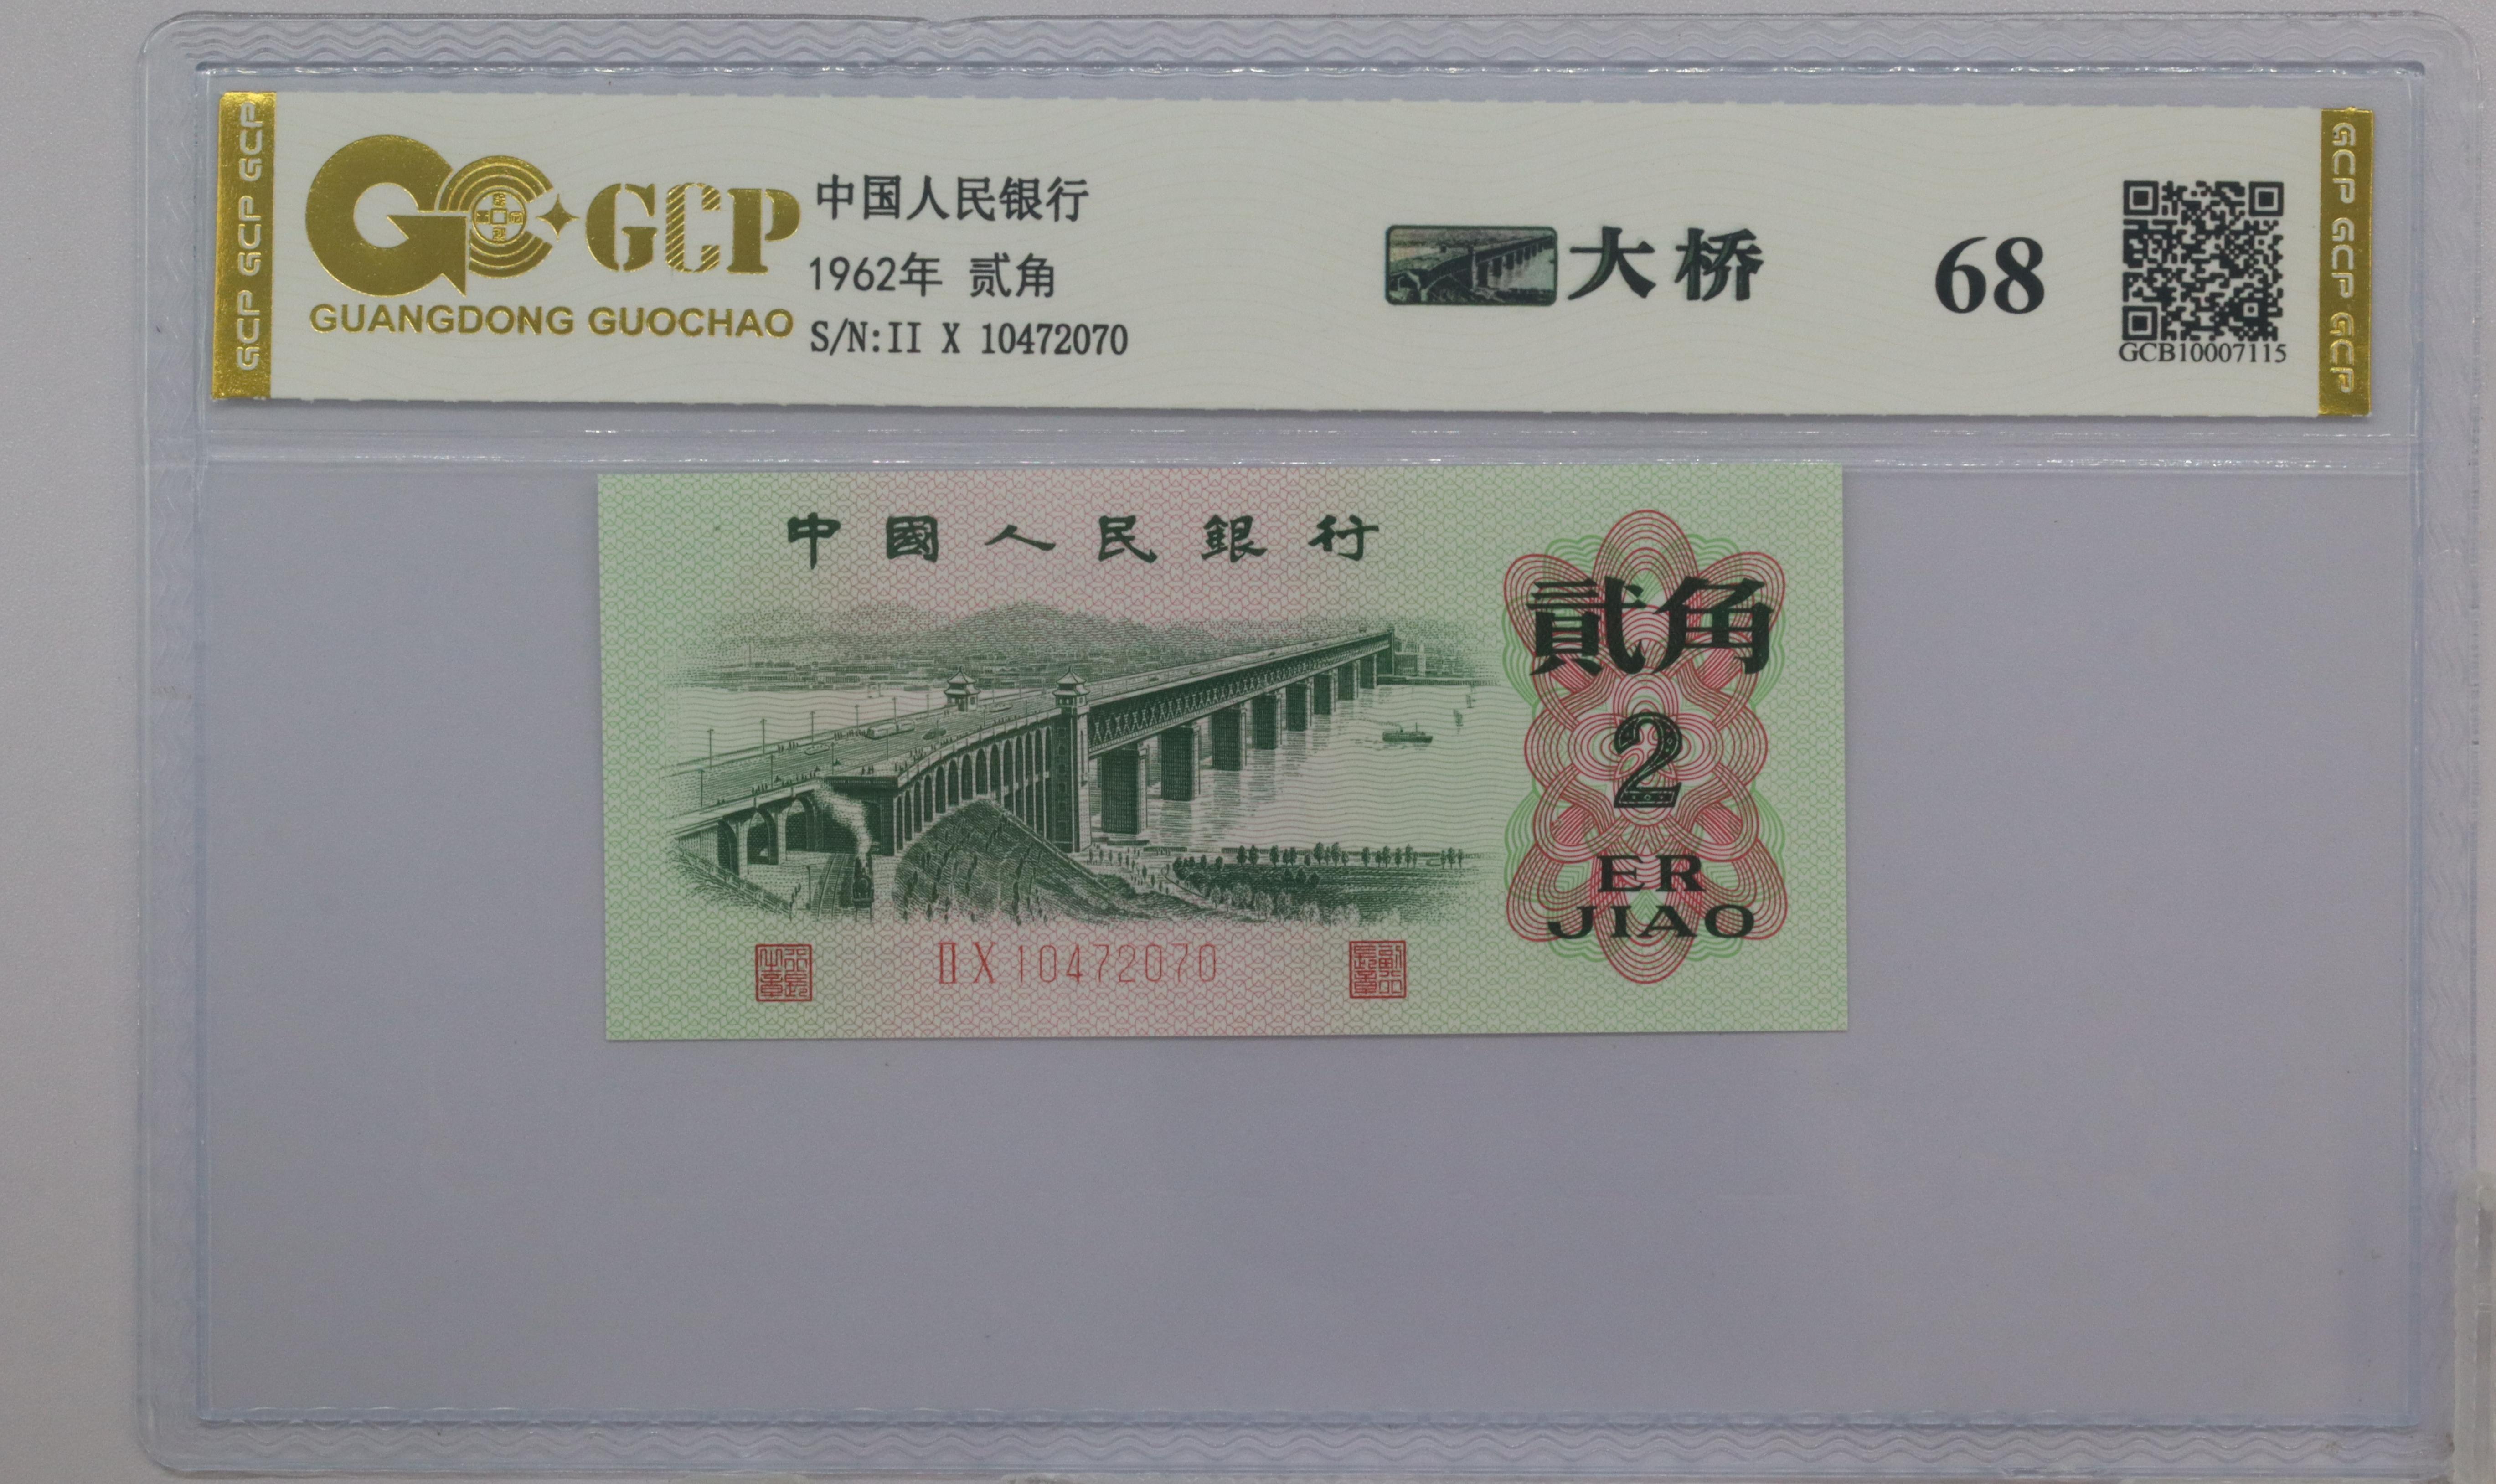 GCP GCP GCP
GCP
GUANGDONG GUOCHAO
中国人民银行
1962年 贰角
S/N:II X 10472070
大桥
68
GCB10007115
GCP GCP GCP
中國人民銀行
貳角
2
ER
JIAO
ⅡX10472070